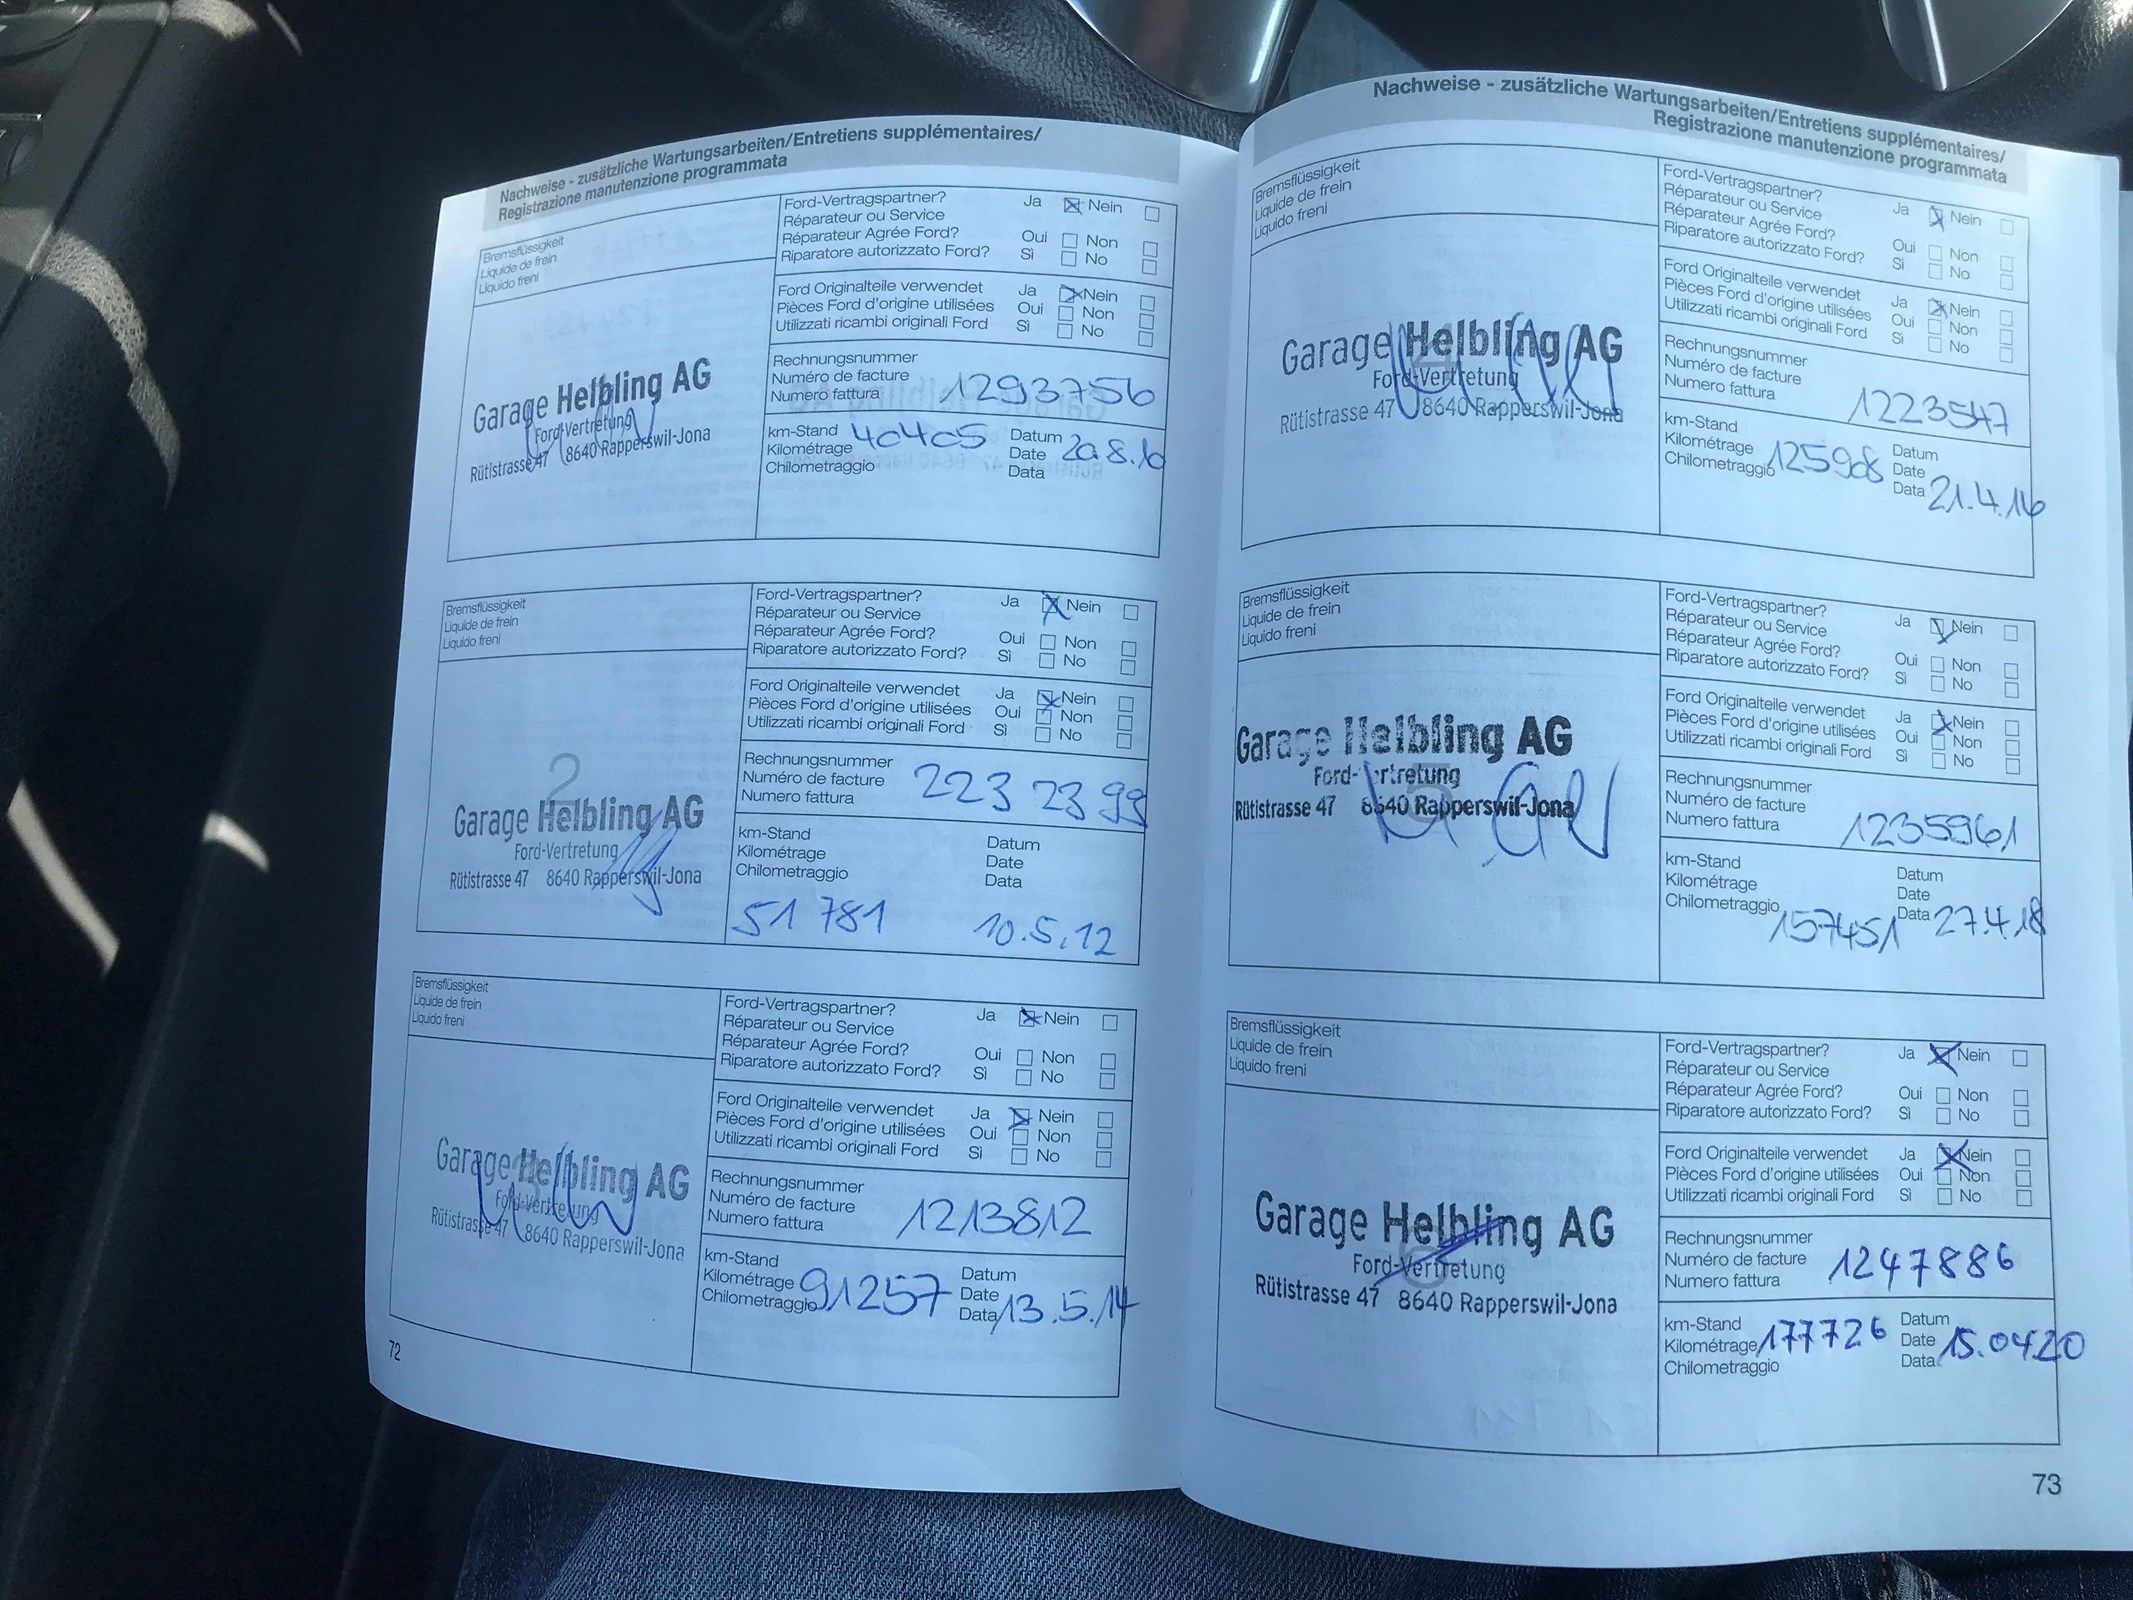 Nachweise - zusätzliche Wartungsarbeiten/Entretiens supplémentaires/
Registrazione manutenzione programmata
Bremsflüssigkeit
Liquide de frein
Liquido freni
Garage Helbling AG
Ford-Vertretung
Rütistrasse 47 8640 Rapperswil-Jona
Ford-Vertragspartner? Ja Nein
Réparateur ou Service
Réparateur Agrée Ford? Oui Non
Riparatore autorizzato Ford? Sì No
Ford Originalteile verwendet Ja Nein
Pièces Ford d'origine utilisées Oui Non
Utilizzati ricambi originali Ford Sì No
Rechnungsnummer
Numéro de facture 1293756
Numero fattura
km-Stand 40405 Datum
Kilométrage Date 20.8.10
Chilometraggio Data
Bremsflüssigkeit
Liquide de frein
Liquido freni
2
Garage Helbling AG
Ford-Vertretung
Rütistrasse 47 8640 Rapperswil-Jona
Ford-Vertragspartner? Ja Nein
Réparateur ou Service
Réparateur Agrée Ford? Oui Non
Riparatore autorizzato Ford? Sì No
Ford Originalteile verwendet Ja Nein
Pièces Ford d'origine utilisées Oui Non
Utilizzati ricambi originali Ford Sì No
Rechnungsnummer
Numéro de facture 223 23 99
Numero fattura
km-Stand Datum
Kilométrage Date
Chilometraggio Data
51 781 10.5.12
Bremsflüssigkeit
Liquide de frein
Liquido freni
Garage Helbling AG
Ford-Vertretung
Rütistrasse 47 8640 Rapperswil-Jona
Ford-Vertragspartner? Ja Nein
Réparateur ou Service
Réparateur Agrée Ford? Oui Non
Riparatore autorizzato Ford? Sì No
Ford Originalteile verwendet Ja Nein
Pièces Ford d'origine utilisées Oui Non
Utilizzati ricambi originali Ford Sì No
Rechnungsnummer
Numéro de facture 1213812
Numero fattura
km-Stand Datum
Kilométrage 91257 Date
Chilometraggio Data 13.5.14
72
Nachweise - zusätzliche Wartungsarbeiten/Entretiens supplémentaires/
Registrazione manutenzione programmata
Bremsflüssigkeit
Liquide de frein
Liquido freni
Garage Helbling AG
Ford-Vertretung
Rütistrasse 47 8640 Rapperswil-Jona
Ford-Vertragspartner? Ja Nein
Réparateur ou Service
Réparateur Agrée Ford? Oui Non
Riparatore autorizzato Ford? Sì No
Ford Originalteile verwendet Ja Nein
Pièces Ford d'origine utilisées Oui Non
Utilizzati ricambi originali Ford Sì No
Rechnungsnummer
Numéro de facture 1223547
Numero fattura
km-Stand Datum
Kilométrage 125908 Date
Chilometraggio Data 21.4.16
Bremsflüssigkeit
Liquide de frein
Liquido freni
Garage Helbling AG
Ford-Vertretung
5
Rütistrasse 47 8640 Rapperswil-Jona
Ford-Vertragspartner? Ja Nein
Réparateur ou Service
Réparateur Agrée Ford? Oui Non
Riparatore autorizzato Ford? Sì No
Ford Originalteile verwendet Ja Nein
Pièces Ford d'origine utilisées Oui Non
Utilizzati ricambi originali Ford Sì No
Rechnungsnummer
Numéro de facture
Numero fattura 1235961
km-Stand Datum
Kilométrage Date
Chilometraggio 157451 Data 27.4.18
Bremsflüssigkeit
Liquide de frein
Liquido freni
Garage Helbling AG
Ford-Vertretung
6
Rütistrasse 47 8640 Rapperswil-Jona
Ford-Vertragspartner? Ja Nein
Réparateur ou Service
Réparateur Agrée Ford? Oui Non
Riparatore autorizzato Ford? Sì No
Ford Originalteile verwendet Ja Nein
Pièces Ford d'origine utilisées Oui Non
Utilizzati ricambi originali Ford Sì No
Rechnungsnummer
Numéro de facture 1247886
Numero fattura
km-Stand Datum
Kilométrage 177726 Date 15.04.20
Chilometraggio Data
73